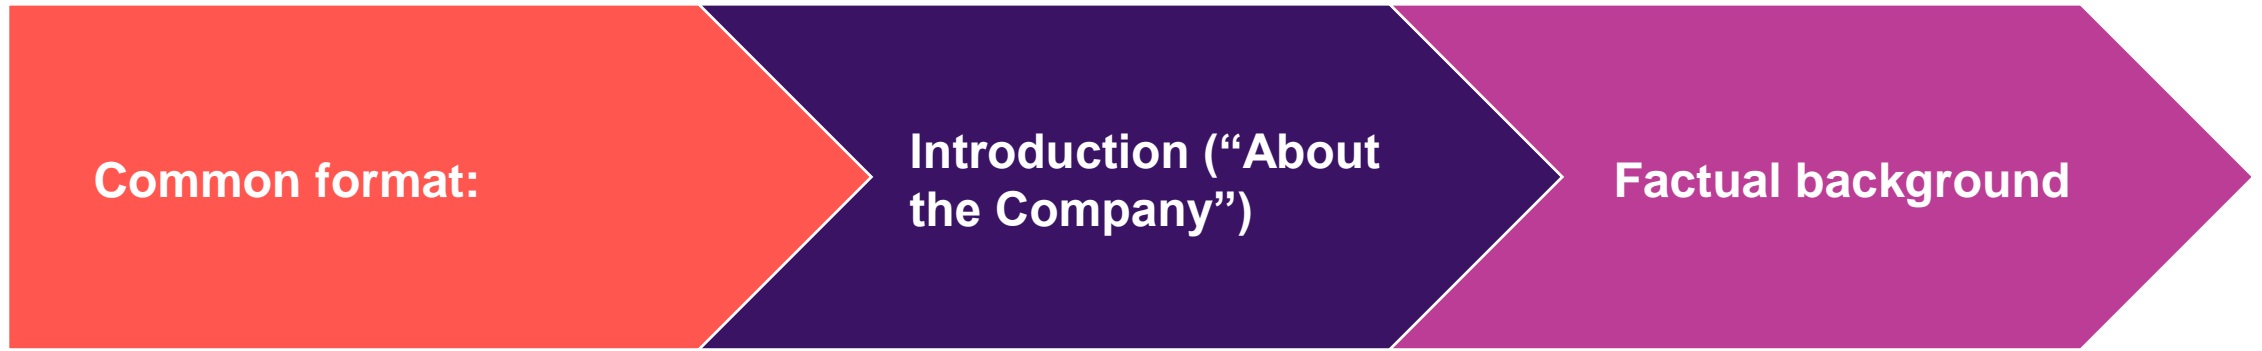 Common format:
Introduction (“About
the Company”)
Factual background